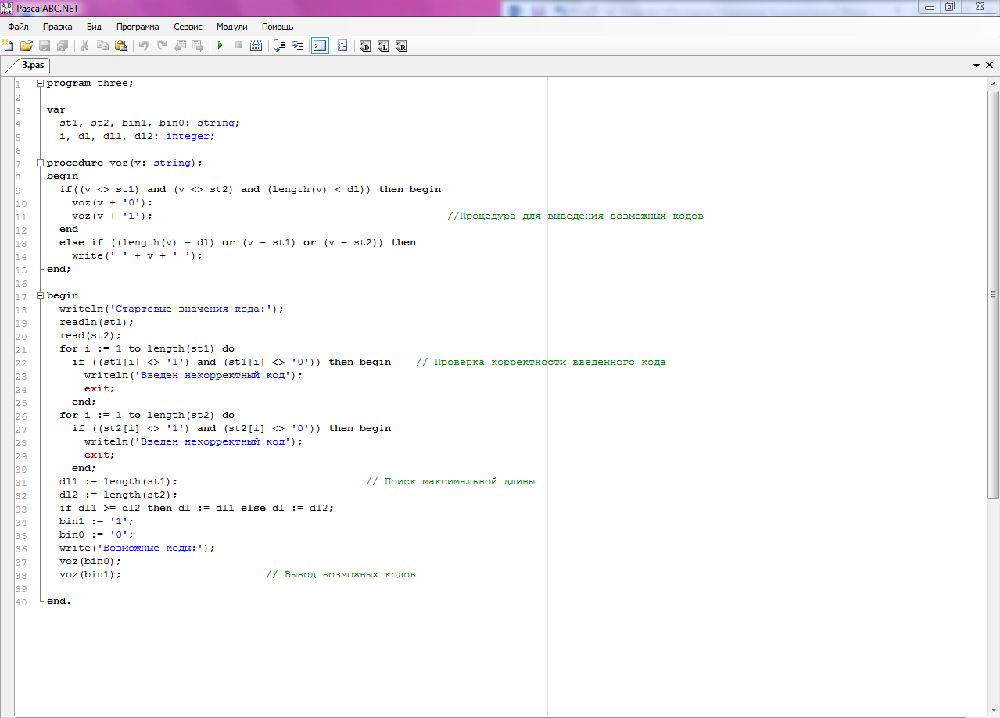 PascalABC.NET
Файл Правка Вид Программа Сервис Модули Помощь
3.pas
1 program three;
2
3 var
4 st1, st2, bin1, bin0: string;
5 i, dl, dl1, dl2: integer;
6
7 procedure voz(v: string);
8 begin
9 if((v <> st1) and (v <> st2) and (length(v) < dl)) then begin
10 voz(v + '0');
11 voz(v + '1'); //Процедура для выведения возможных кодов
12 end
13 else if ((length(v) = dl) or (v = st1) or (v = st2)) then
14 write(' ' + v + ' ');
15 end;
16
17 begin
18 writeln('Стартовые значения кода:');
19 readln(st1);
20 read(st2);
21 for i := 1 to length(st1) do
22 if ((st1[i] <> '1') and (st1[i] <> '0')) then begin // Проверка корректности введенного кода
23 writeln('Введен некорректный код');
24 exit;
25 end;
26 for i := 1 to length(st2) do
27 if ((st2[i] <> '1') and (st2[i] <> '0')) then begin
28 writeln('Введен некорректный код');
29 exit;
30 end;
31 dl1 := length(st1); // Поиск максимальной длины
32 dl2 := length(st2);
33 if dl1 >= dl2 then dl := dl1 else dl := dl2;
34 bin1 := '1';
35 bin0 := '0';
36 write('Возможные коды:');
37 voz(bin0);
38 voz(bin1); // Вывод возможных кодов
39
40 end.